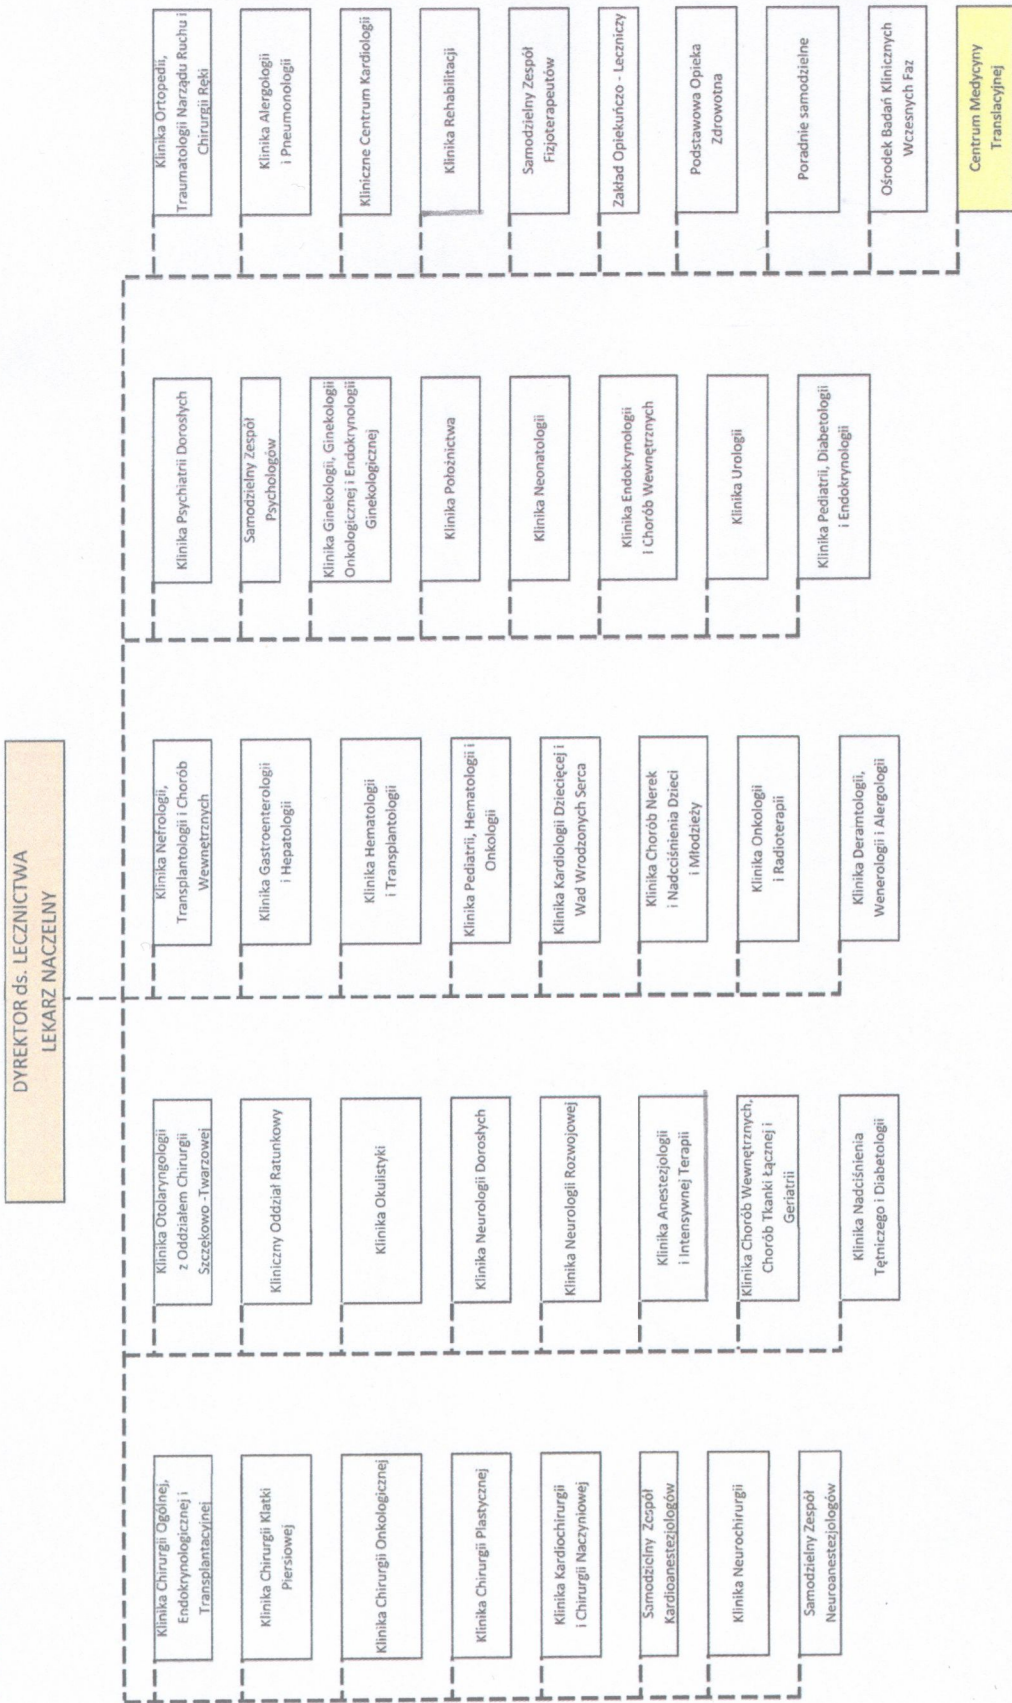 DYREKTOR ds. LECZNICTWA
LEKARZ NACZELNY
Klinika Chirurgii Ogólnej,
Endokrynologicznej i
Transplantacyjnej
Klinika Chirurgii Klatki
Piersiowej
Klinika Chirurgii Onkologicznej
Klinika Chirurgii Plastycznej
Klinika Kardiochirurgii
i Chirurgii Naczyniowej
Samodzielny Zespół
Kardioanestezjologów
Klinika Neurochirurgii
Samodzielny Zespół
Neuroanestezjologów
Klinika Otolaryngologii
z Oddziałem Chirurgii
Szczękowo -Twarzowej
Kliniczny Oddział Ratunkowy
Klinika Okulistyki
Klinika Neurologii Dorosłych
Klinika Neurologii Rozwojowej
Klinika Anestezjologii
i Intensywnej Terapii
Klinika Chorób Wewnętrznych,
Chorób Tkanki Łącznej i
Geriatrii
Klinika Nadciśnienia
Tętniczego i Diabetologii
Klinika Nefrologii,
Transplantologii i Chorób
Wewnętrznych
Klinika Gastroenterologii
i Hepatologii
Klinika Hematologii
i Transplantologii
Klinika Pediatrii, Hematologii i
Onkologii
Klinika Kardiologii Dziecięcej i
Wad Wrodzonych Serca
Klinika Chorób Nerek
i Nadcciśnienia Dzieci
i Młodzieży
Klinika Onkologii
i Radioterapii
Klinika Deramtologii,
Wenerologii i Alergologii
Klinika Psychiatrii Dorosłych
Samodzielny Zespół
Psychologów
Klinika Ginekologii, Ginekologii
Onkologicznej i Endokrynologii
Ginekologicznej
Klinika Położnictwa
Klinika Neonatologii
Klinika Endokrynologii
i Chorób Wewnętrznych
Klinika Urologii
Klinika Pediatrii, Diabetologii
i Endokrynologii
Klinika Ortopedii,
Traumatologii Narządu Ruchu i
Chirurgii Ręki
Klinika Alergologii
i Pneumonologii
Kliniczne Centrum Kardiologii
Klinika Rehabilitacji
Samodzielny Zespół
Fizjoterapeutów
Zakład Opiekuńczo - Leczniczy
Podstawowa Opieka
Zdrowotna
Poradnie samodzielne
Ośrodek Badań Klinicznych
Wczesnych Faz
Centrum Medycyny
Translacyjnej